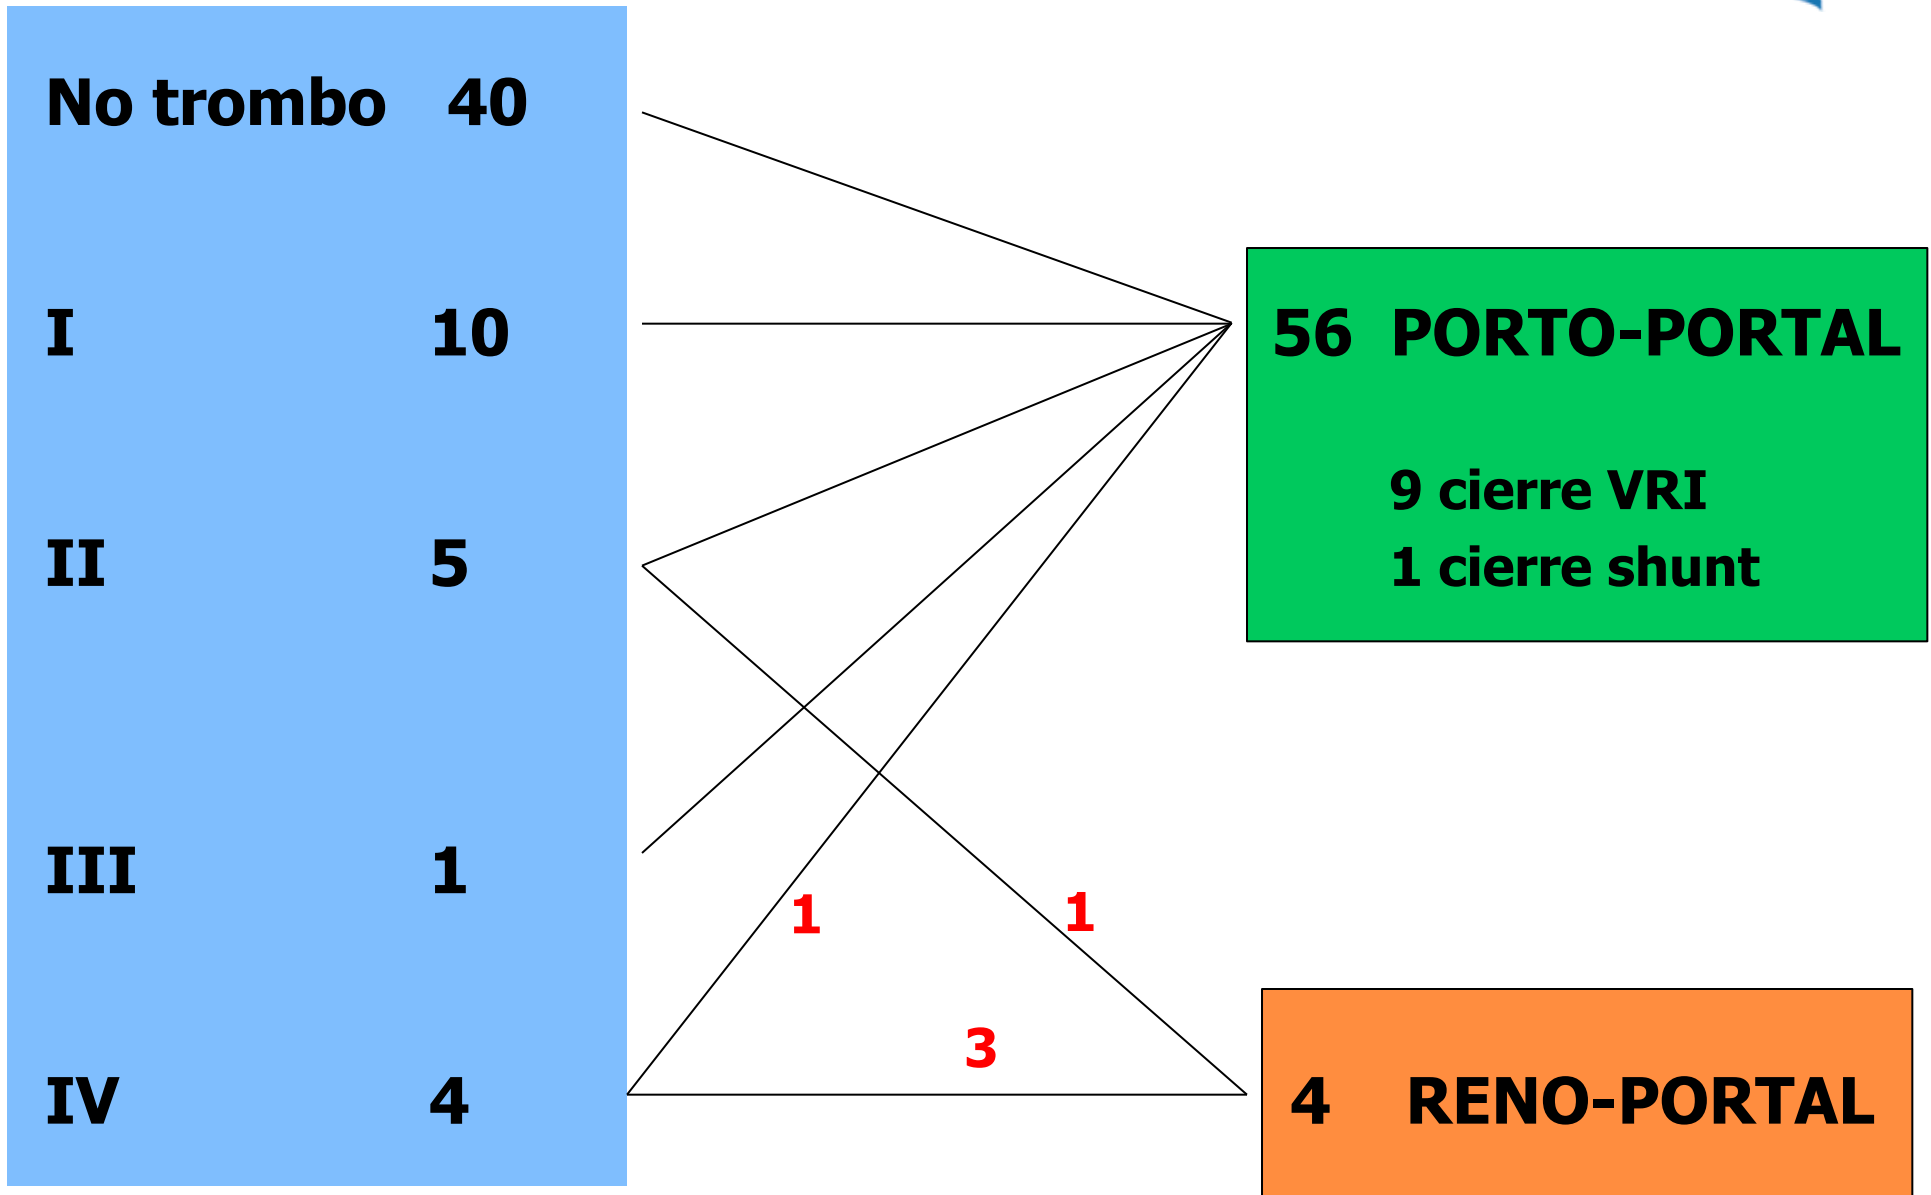 No trombo 40
I 10
II 5
III 1
IV 4
56 PORTO-PORTAL
9 cierre VRI
1 cierre shunt
1
1
3
4 RENO-PORTAL